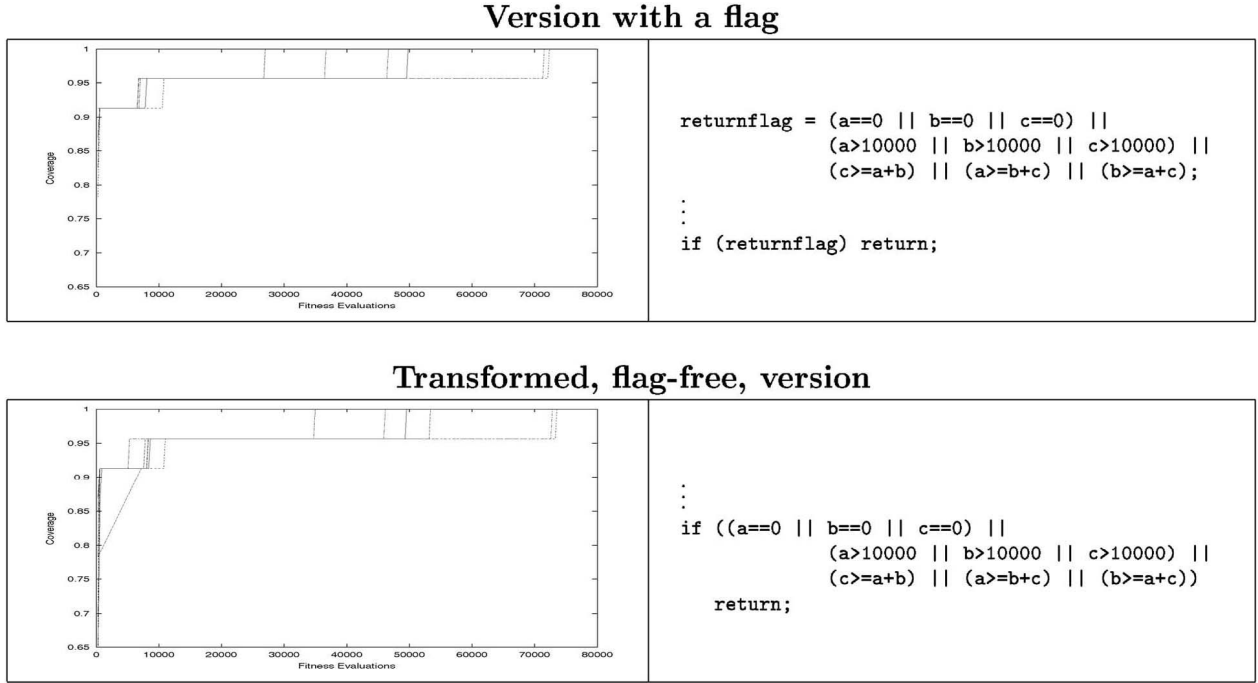 Version with a flag
1
0.95
0.9
0.85
0.8
0.75
0.7
0.65
Coverage
0 10000 20000 30000 40000 50000 60000 70000 80000
Fitness Evaluations
returnflag = (a==0 || b==0 || c==0) ||
(a>10000 || b>10000 || c>10000) ||
(c>=a+b) || (a>=b+c) || (b>=a+c);
⋮
if (returnflag) return;
Transformed, flag-free, version
1
0.95
0.9
0.85
0.8
0.75
0.7
0.65
Coverage
0 10000 20000 30000 40000 50000 60000 70000 80000
Fitness Evaluations
⋮
if ((a==0 || b==0 || c==0) ||
(a>10000 || b>10000 || c>10000) ||
(c>=a+b) || (a>=b+c) || (b>=a+c))
return;